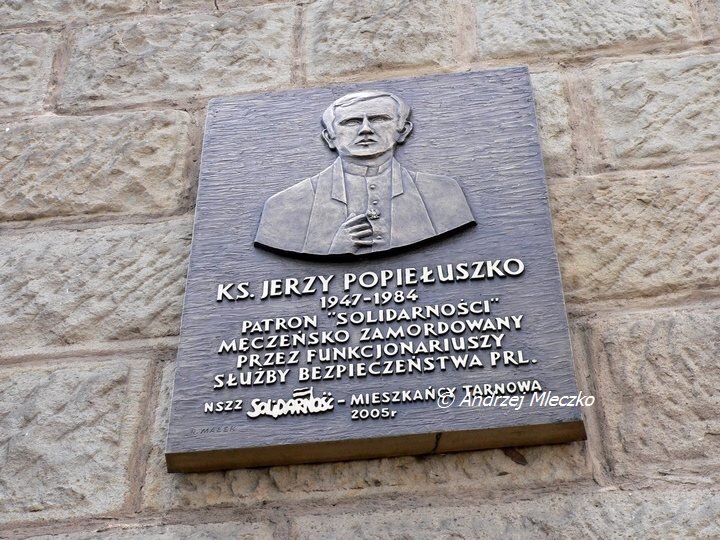 KS. JERZY POPIEŁUSZKO
1947-1984
PATRON "SOLIDARNOŚCI"
MĘCZEŃSKO ZAMORDOWANY
PRZEZ FUNKCJONARIUSZY
SŁUŻBY BEZPIECZEŃSTWA PRL.
NSZZ SOLIDARNOŚĆ - MIESZKAŃCY TARNOWA
2005r
© Andrzej Mleczko
R. MAŁEK